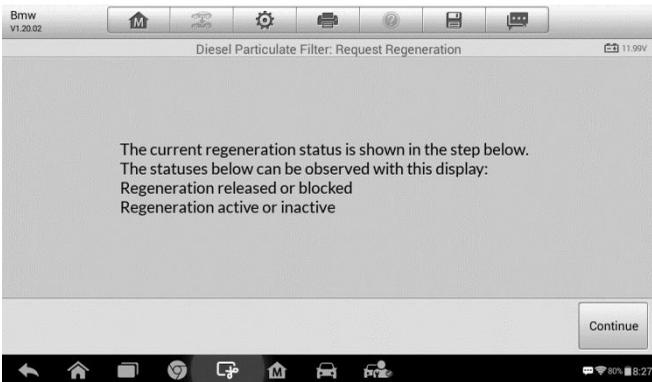 Bmw
V1.20.02
Diesel Particulate Filter: Request Regeneration
11.99V
The current regeneration status is shown in the step below.
The statuses below can be observed with this display:
Regeneration released or blocked
Regeneration active or inactive
Continue
80% 8:27